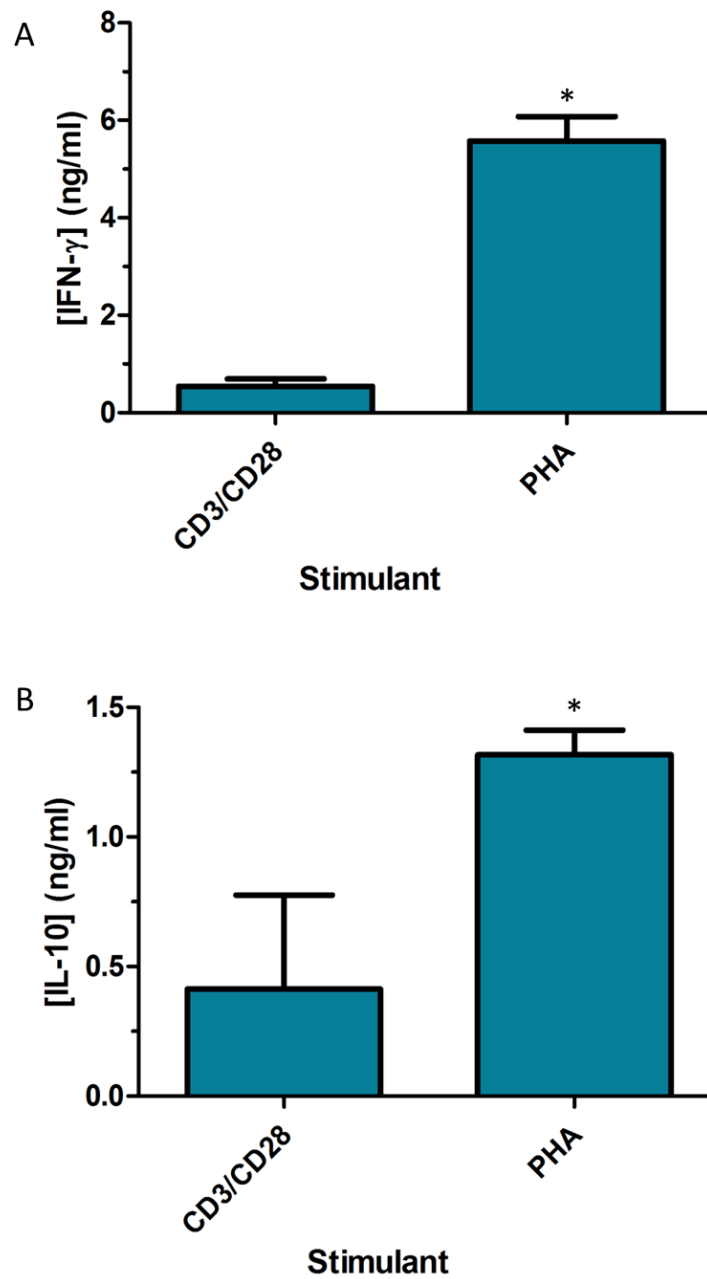 A
[IFN-γ] (ng/ml)
8
6
4
2
0
*
CD3/CD28
PHA
Stimulant
B
[IL-10] (ng/ml)
1.5
1.0
0.5
0.0
*
CD3/CD28
PHA
Stimulant